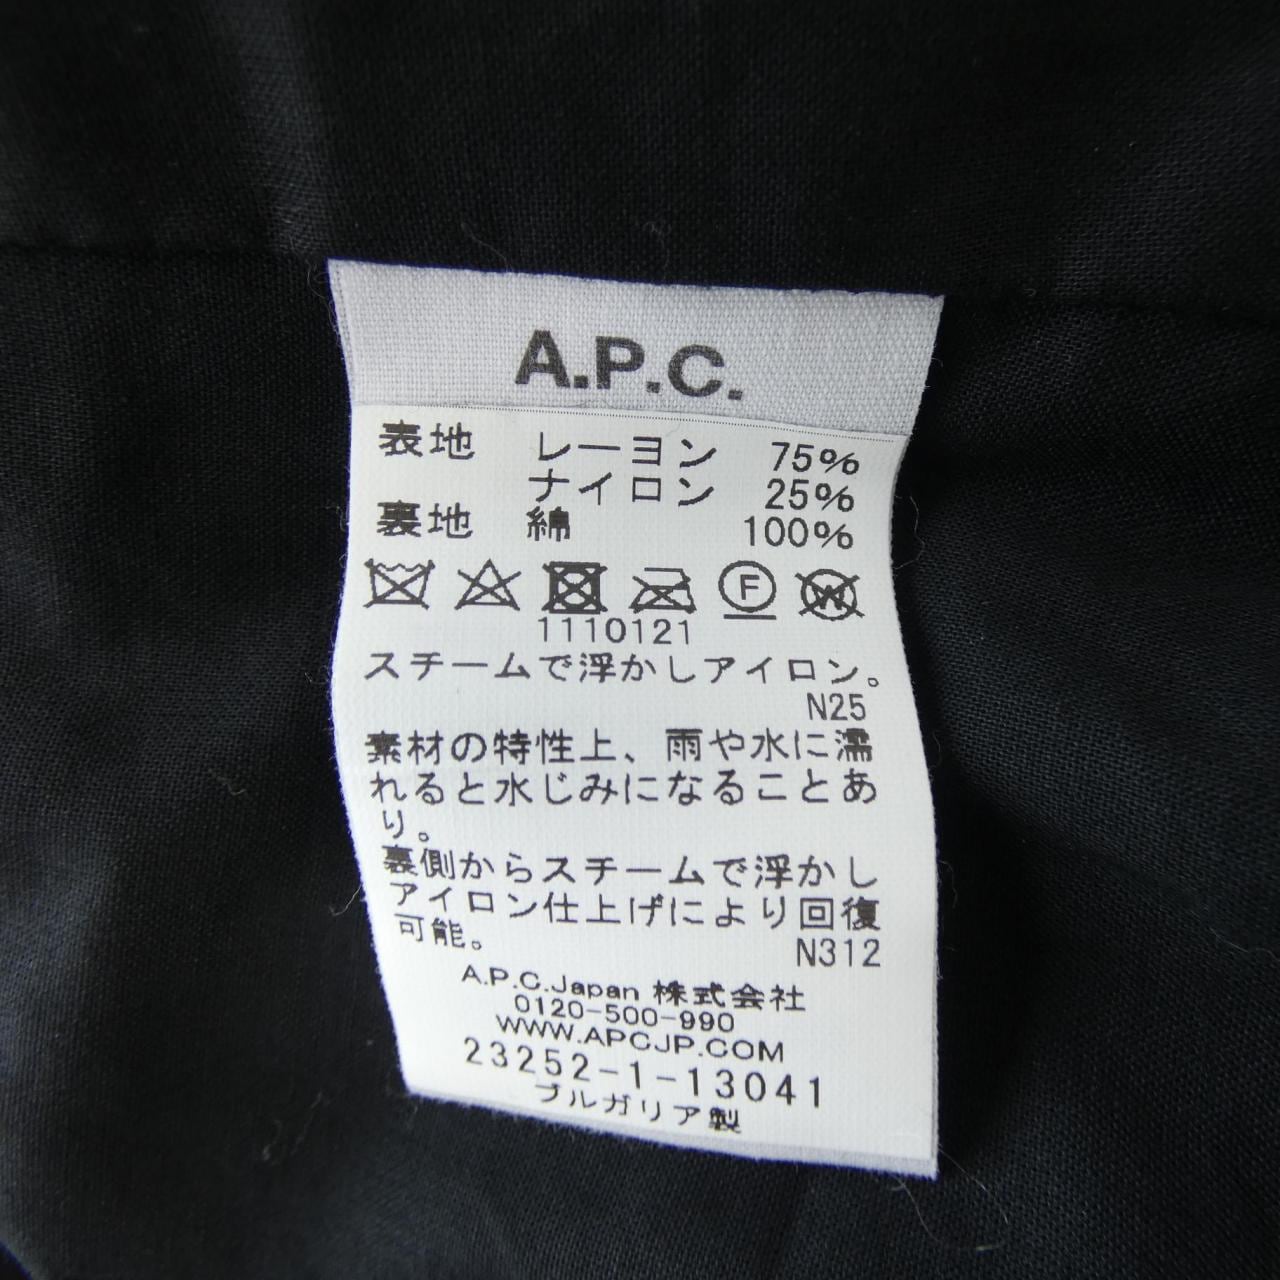 A.P.C.
表地 レーヨン 75%
ナイロン 25%
裏地 綿 100%
F W
1110121
スチームで浮かしアイロン。
N25
素材の特性上、雨や水に濡
れると水じみになることあ
り。
裏側からスチームで浮かし
アイロン仕上げにより回復
可能。 N312
A.P.C.Japan 株式会社
0120-500-990
WWW.APCJP.COM
23252-1-13041
ブルガリア製